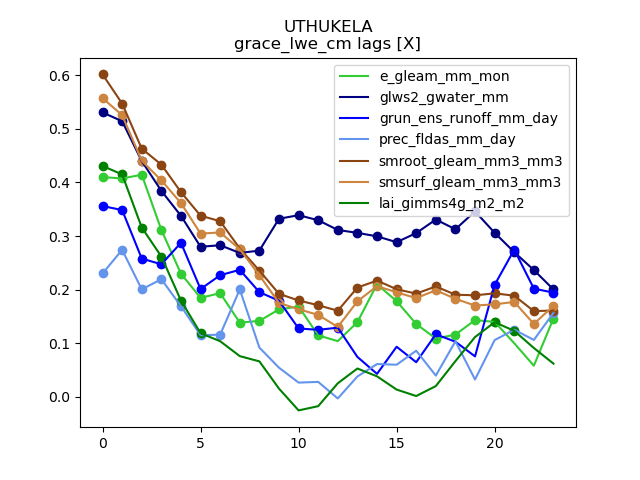 UTHUKELA
grace_lwe_cm lags [X]
e_gleam_mm_mon
glws2_gwater_mm
grun_ens_runoff_mm_day
prec_fldas_mm_day
smroot_gleam_mm3_mm3
smsurf_gleam_mm3_mm3
lai_gimms4g_m2_m2
0.6
0.5
0.4
0.3
0.2
0.1
0.0
0 5 10 15 20